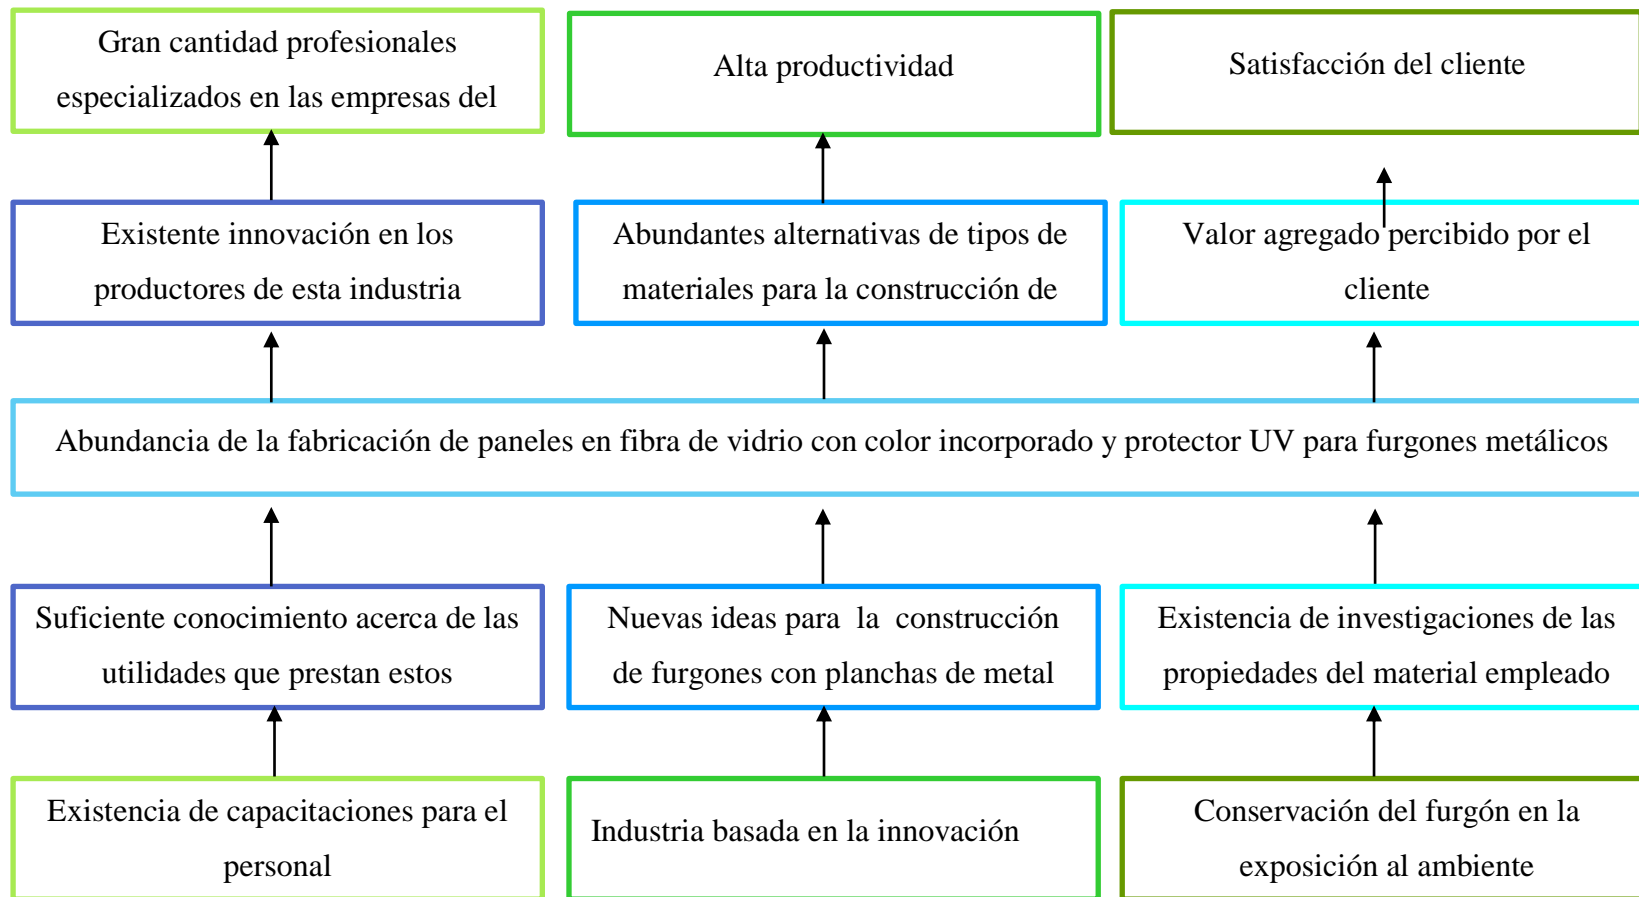 Gran cantidad profesionales
especializados en las empresas del
Alta productividad
Satisfacción del cliente
Existente innovación en los
productores de esta industria
Abundantes alternativas de tipos de
materiales para la construcción de
Valor agregado percibido por el
cliente
Abundancia de la fabricación de paneles en fibra de vidrio con color incorporado y protector UV para furgones metálicos
Suficiente conocimiento acerca de las
utilidades que prestan estos
Nuevas ideas para la construcción
de furgones con planchas de metal
Existencia de investigaciones de las
propiedades del material empleado
Existencia de capacitaciones para el
personal
Industria basada en la innovación
Conservación del furgón en la
exposición al ambiente